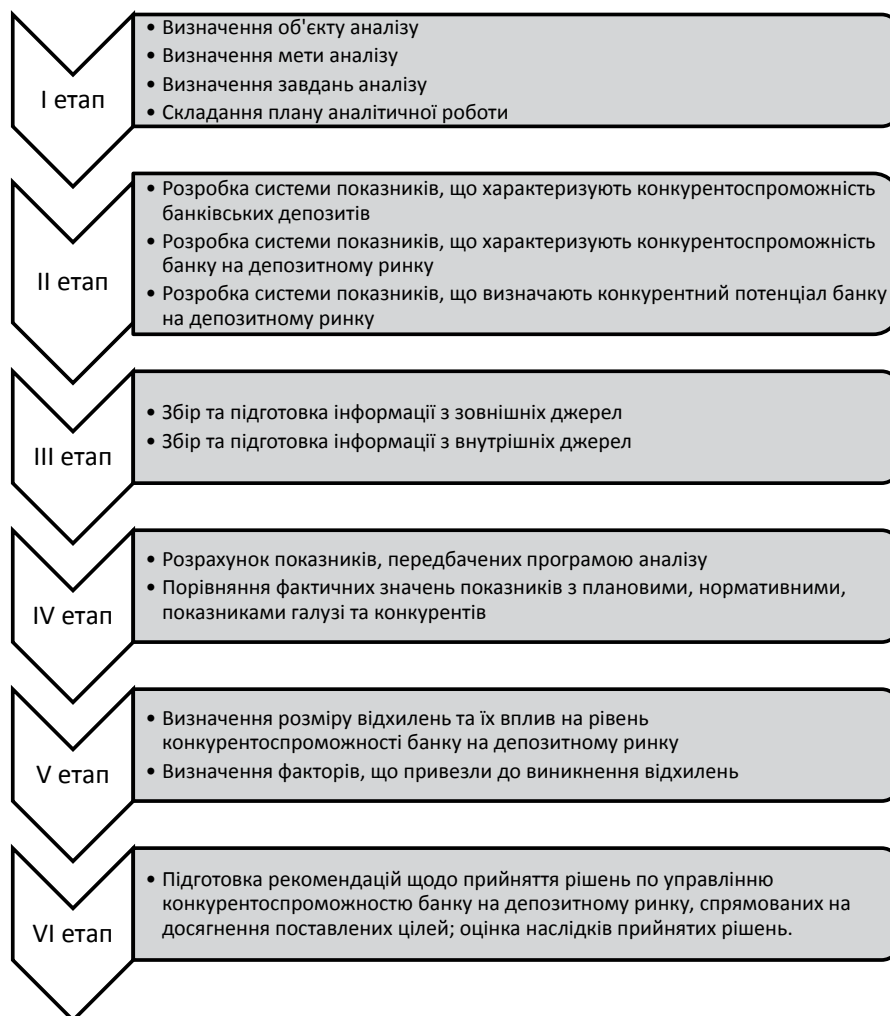 I етап
• Визначення об'єкту аналізу
• Визначення мети аналізу
• Визначення завдань аналізу
• Складання плану аналітичної роботи
II етап
• Розробка системи показників, що характеризують конкурентоспроможність
банківських депозитів
• Розробка системи показників, що характеризують конкурентоспроможність
банку на депозитному ринку
• Розробка системи показників, що визначають конкурентний потенціал банку
на депозитному ринку
III етап
• Збір та підготовка інформації з зовнішніх джерел
• Збір та підготовка інформації з внутрішніх джерел
IV етап
• Розрахунок показників, передбачених програмою аналізу
• Порівняння фактичних значень показників з плановими, нормативними,
показниками галузі та конкурентів
V етап
• Визначення розміру відхилень та їх вплив на рівень
конкурентоспроможності банку на депозитному ринку
• Визначення факторів, що привезли до виникнення відхилень
VI етап
• Підготовка рекомендацій щодо прийняття рішень по управлінню
конкурентоспроможностю банку на депозитному ринку, спрямованих на
досягнення поставлених цілей; оцінка наслідків прийнятих рішень.